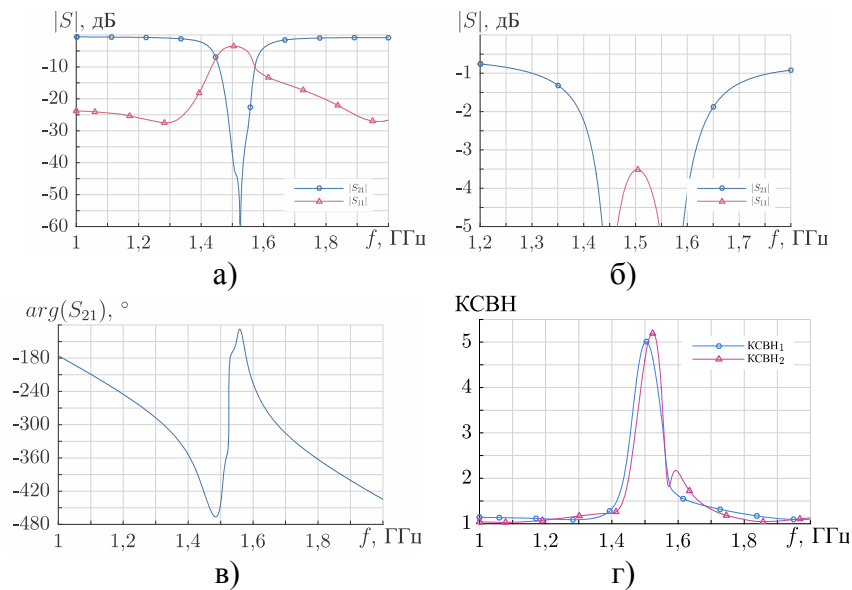 |S|, дБ
-10
-20
-30
-40
-50
-60
|S₂₁|
|S₁₁|
1
1,2
1,4
1,6
1,8
f, ГГц
а)
|S|, дБ
-1
-2
-3
-4
-5
|S₂₁|
|S₁₁|
1,2
1,3
1,4
1,5
1,6
1,7
f, ГГц
б)
arg(S₂₁), °
-180
-240
-300
-360
-420
-480
1
1,2
1,4
1,6
1,8
f, ГГц
в)
КСВН
5
4
3
2
1
КСВН₁
КСВН₂
1
1,2
1,4
1,6
1,8
f, ГГц
г)